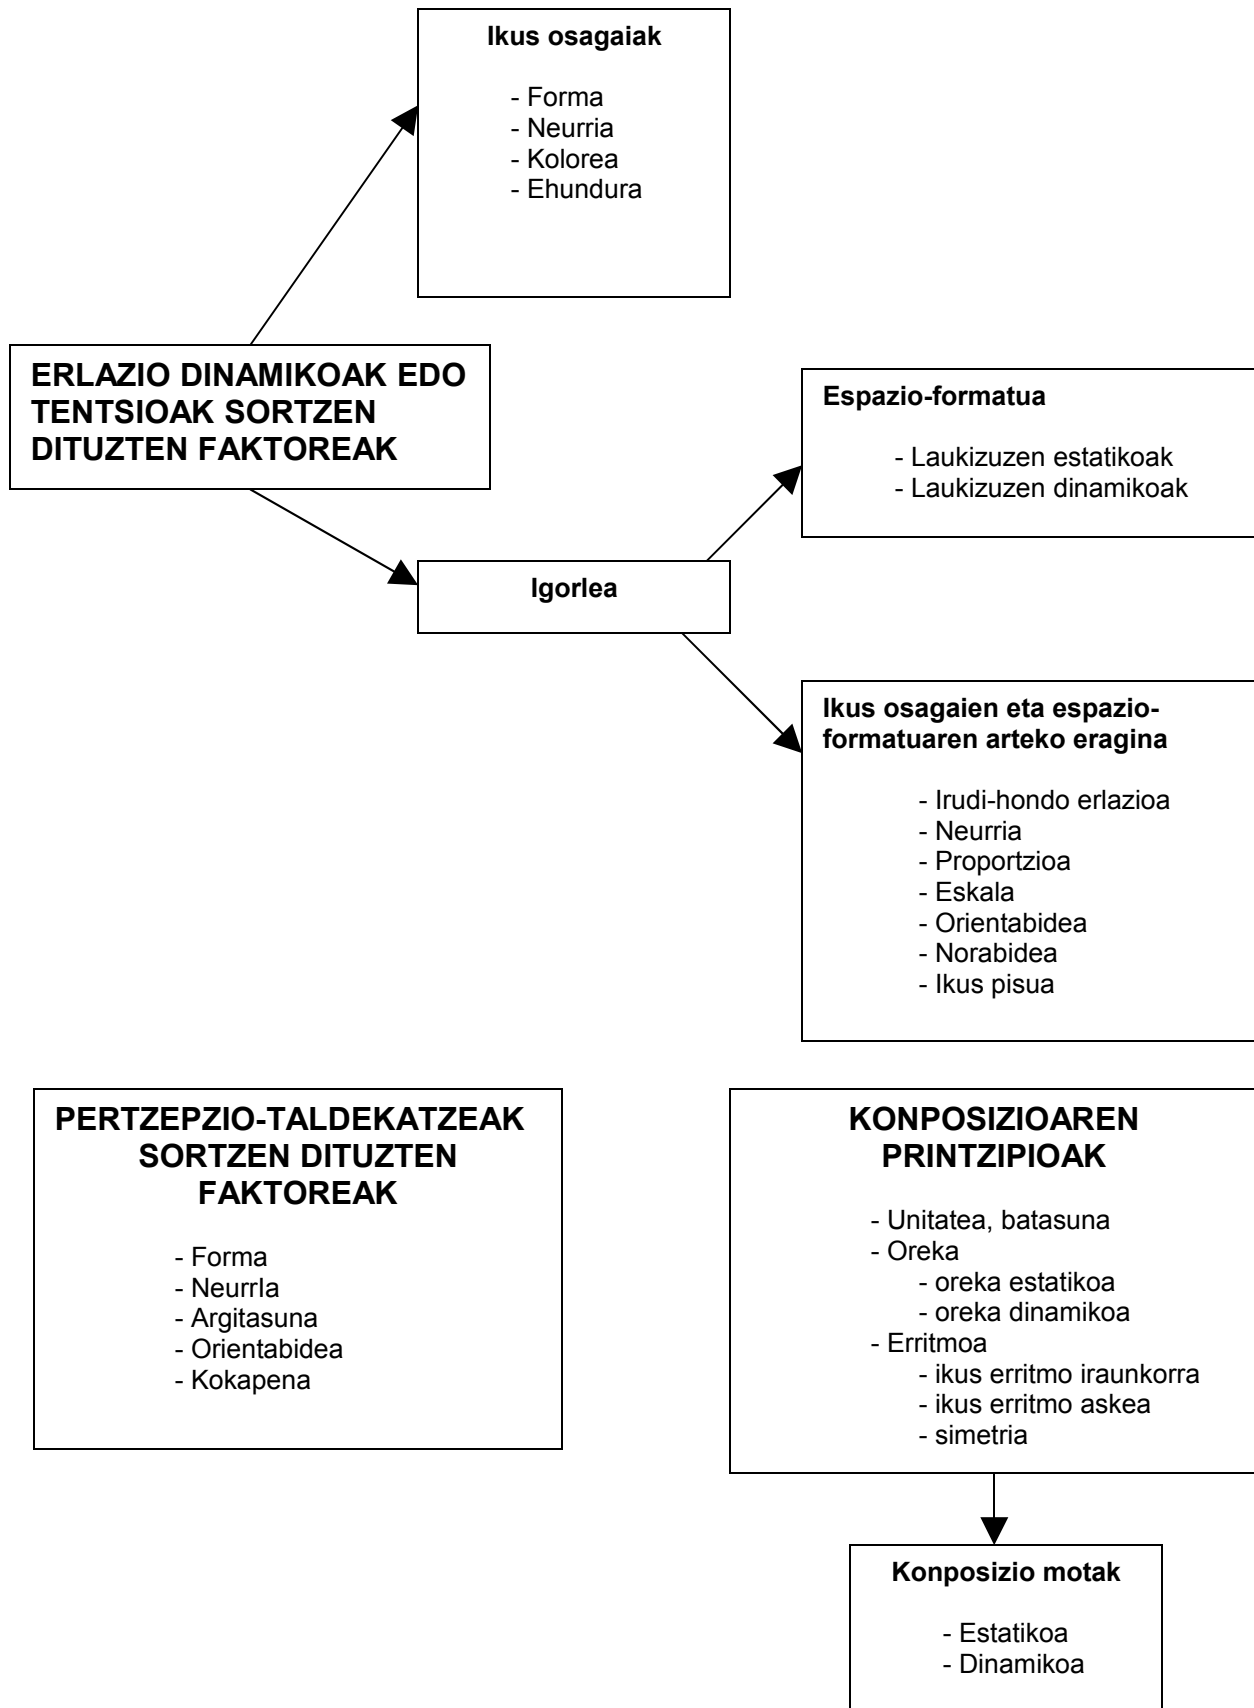 Ikus osagaiak
- Forma
- Neurria
- Kolorea
- Ehundura
ERLAZIO DINAMIKOAK EDO
TENTSIOAK SORTZEN
DITUZTEN FAKTOREAK
Espazio-formatua
- Laukizuzen estatikoak
- Laukizuzen dinamikoak
Igorlea
Ikus osagaien eta espazio-
formatuaren arteko eragina
- Irudi-hondo erlazioa
- Neurria
- Proportzioa
- Eskala
- Orientabidea
- Norabidea
- Ikus pisua
PERTZEPZIO-TALDEKATZEAK
SORTZEN DITUZTEN
FAKTOREAK
- Forma
- NeurrIa
- Argitasuna
- Orientabidea
- Kokapena
KONPOSIZIOAREN
PRINTZIPIOAK
- Unitatea, batasuna
- Oreka
- oreka estatikoa
- oreka dinamikoa
- Erritmoa
- ikus erritmo iraunkorra
- ikus erritmo askea
- simetria
Konposizio motak
- Estatikoa
- Dinamikoa